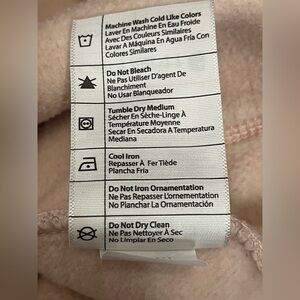 Machine Wash Cold Like Colors
Laver En Machine En Eau Froide
Avec Des Couleurs Similaires
Lavar A Máquina En Agua Fría Con
Colores Similares
Do Not Bleach
Ne Pas Utiliser D'agent De
Blanchiment
No Usar Blanqueador
Tumble Dry Medium
Sécher En Sèche-Linge À
Température Moyenne
Secar En Secadora A Temperatura
Mediana
Cool Iron
Repasser À Fer Tiède
Plancha Fría
Do Not Iron Ornamentation
Ne Pas Repasser L'ornementation
No Planchar La Ornamentación
Do Not Dry Clean
Ne Pas Nettoyer À Sec
No Limpiar En Seco